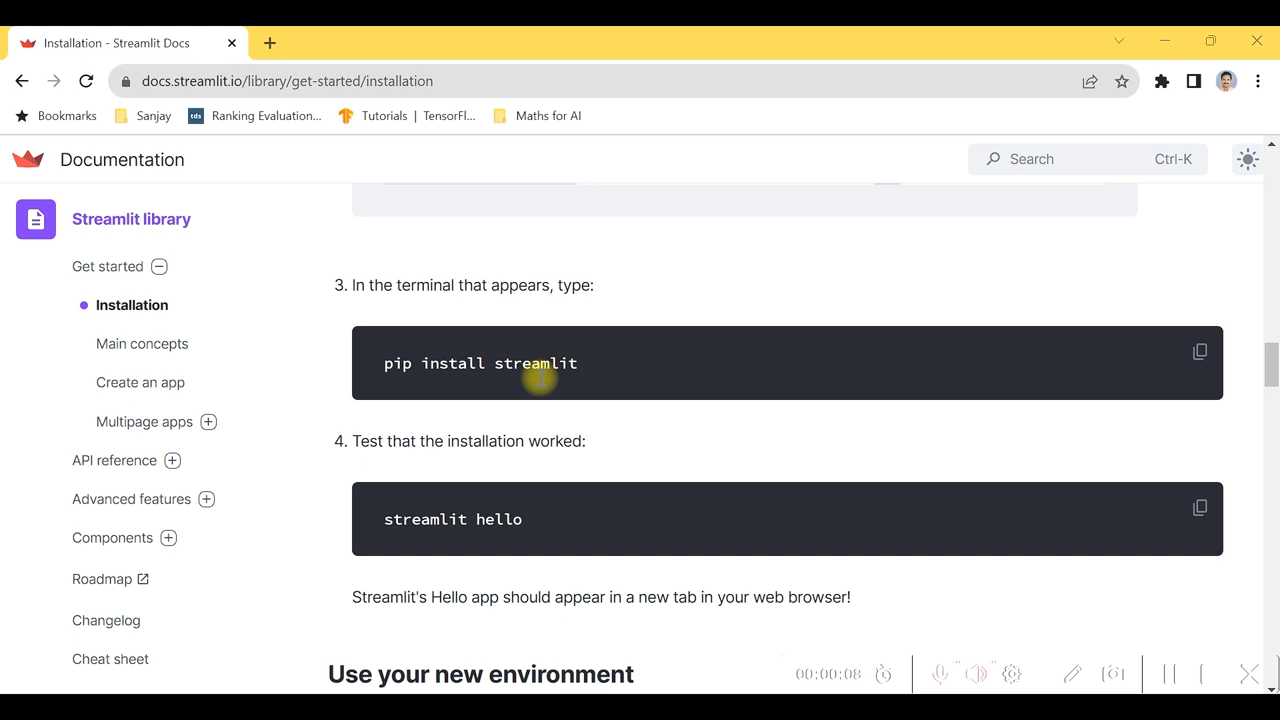 Installation - Streamlit Docs
docs.streamlit.io/library/get-started/installation
Bookmarks Sanjay tds Ranking Evaluation... Tutorials | TensorFl... Maths for AI
Documentation
Search Ctrl-K
Streamlit library
Get started
Installation
Main concepts
Create an app
Multipage apps
API reference
Advanced features
Components
Roadmap
Changelog
Cheat sheet
3. In the terminal that appears, type:
pip install streamlit
4. Test that the installation worked:
streamlit hello
Streamlit's Hello app should appear in a new tab in your web browser!
Use your new environment
00:00:08